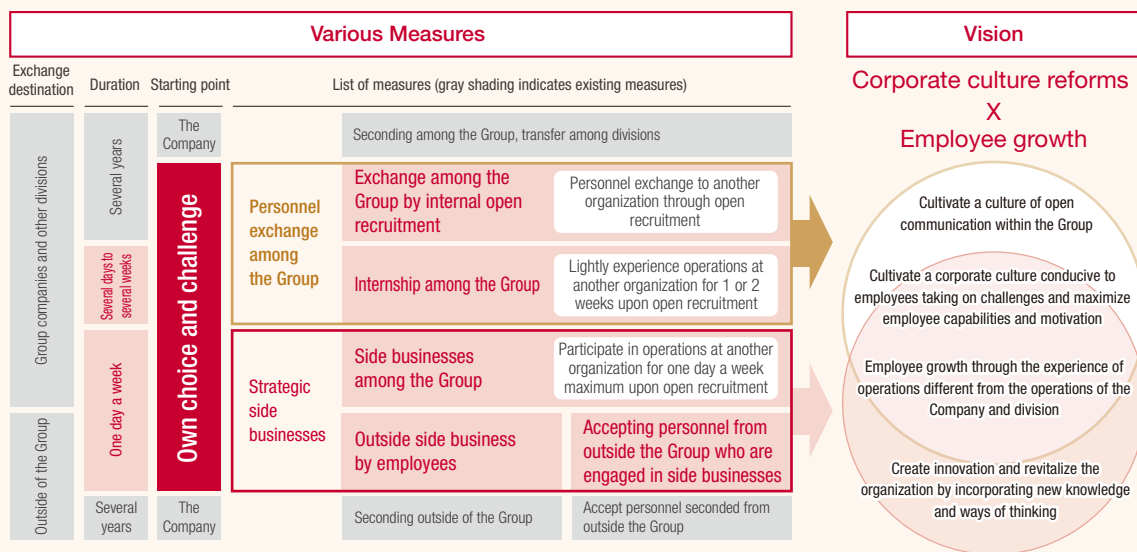 Various Measures
Vision
Exchange
destination
Duration
Starting point
List of measures (gray shading indicates existing measures)
Group companies and other divisions
Outside of the Group
Several years
Several days to
several weeks
One day a week
Several
years
The
Company
Own choice and challenge
The
Company
Seconding among the Group, transfer among divisions
Personnel
exchange
among
the Group
Exchange among the
Group by internal open
recruitment
Personnel exchange to another
organization through open
recruitment
Internship among the Group
Lightly experience operations at
another organization for 1 or 2
weeks upon open recruitment
Strategic
side
businesses
Side businesses
among the Group
Participate in operations at another
organization for one day a week
maximum upon open recruitment
Outside side business
by employees
Accepting personnel from
outside the Group who are
engaged in side businesses
Seconding outside of the Group
Accept personnel seconded from
outside the Group
Corporate culture reforms
X
Employee growth
Cultivate a culture of open
communication within the Group
Cultivate a corporate culture conducive to
employees taking on challenges and maximize
employee capabilities and motivation
Employee growth through the experience of
operations different from the operations of the
Company and division
Create innovation and revitalize the
organization by incorporating new knowledge
and ways of thinking